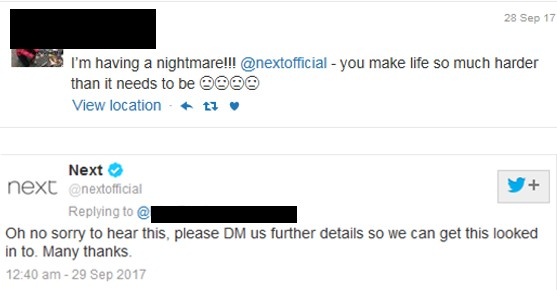 28 Sep 17
I'm having a nightmare!!! @nextofficial - you make life so much harder
than it needs to be 😐😐😐😐
View location
next
Next
@nextofficial
Replying to @
Oh no sorry to hear this, please DM us further details so we can get this looked
in to. Many thanks.
12:40 am - 29 Sep 2017